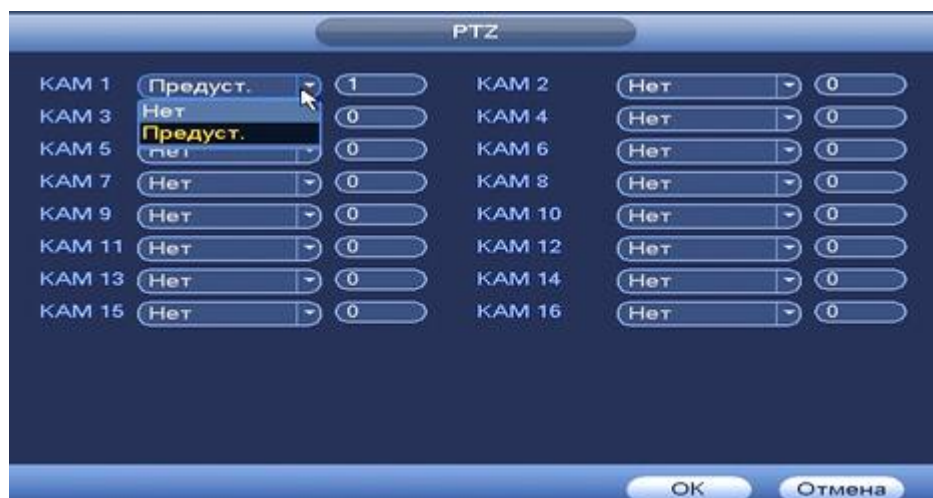 PTZ
КАМ 1 Предуст. 1 КАМ 2 Нет 0
КАМ 3 Нет 0 КАМ 4 Нет 0
Предуст.
КАМ 5 Нет 0 КАМ 6 Нет 0
КАМ 7 Нет 0 КАМ 8 Нет 0
КАМ 9 Нет 0 КАМ 10 Нет 0
КАМ 11 Нет 0 КАМ 12 Нет 0
КАМ 13 Нет 0 КАМ 14 Нет 0
КАМ 15 Нет 0 КАМ 16 Нет 0
ОК Отмена